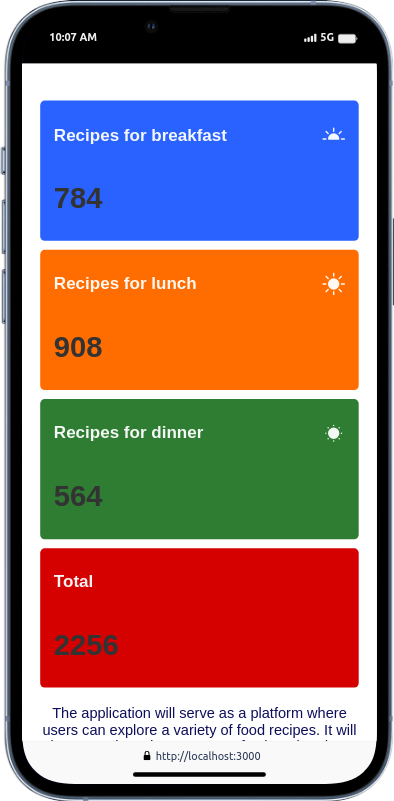 10:07 AM
5G
Recipes for breakfast
784
Recipes for lunch
908
Recipes for dinner
564
Total
2256
The application will serve as a platform where
users can explore a variety of food recipes. It will
http://localhost:3000